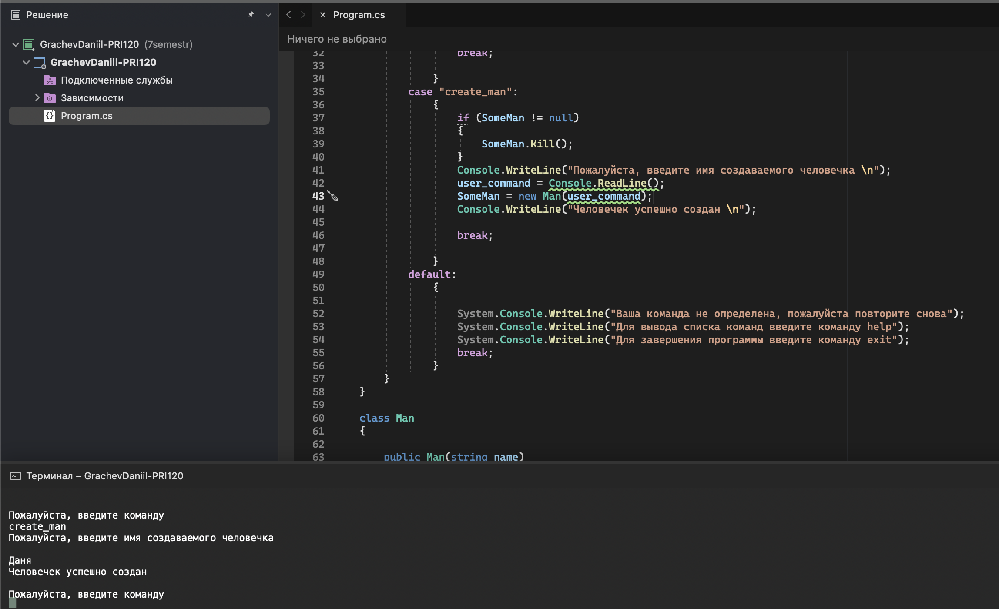 Решение
GrachevDaniil-PRI120 (7semestr)
GrachevDaniil-PRI120
Подключенные службы
Зависимости
Program.cs
Program.cs
Ничего не выбрано
32 break;
33
34 }
35 case "create_man":
36 {
37 if (SomeMan != null)
38 {
39 SomeMan.Kill();
40 }
41 Console.WriteLine("Пожалуйста, введите имя создаваемого человечка \n");
42 user_command = Console.ReadLine();
43 SomeMan = new Man(user_command);
44 Console.WriteLine("Человечек успешно создан \n");
45
46 break;
47
48 }
49 default:
50 {
51
52 System.Console.WriteLine("Ваша команда не определена, пожалуйста повторите снова");
53 System.Console.WriteLine("Для вывода списка команд введите команду help");
54 System.Console.WriteLine("Для завершения программы введите команду exit");
55 break;
56 }
57 }
58 }
59
60 class Man
61 {
62
63 public Man(string name)
Терминал – GrachevDaniil-PRI120
Пожалуйста, введите команду
create_man
Пожалуйста, введите имя создаваемого человечка
Даня
Человечек успешно создан
Пожалуйста, введите команду